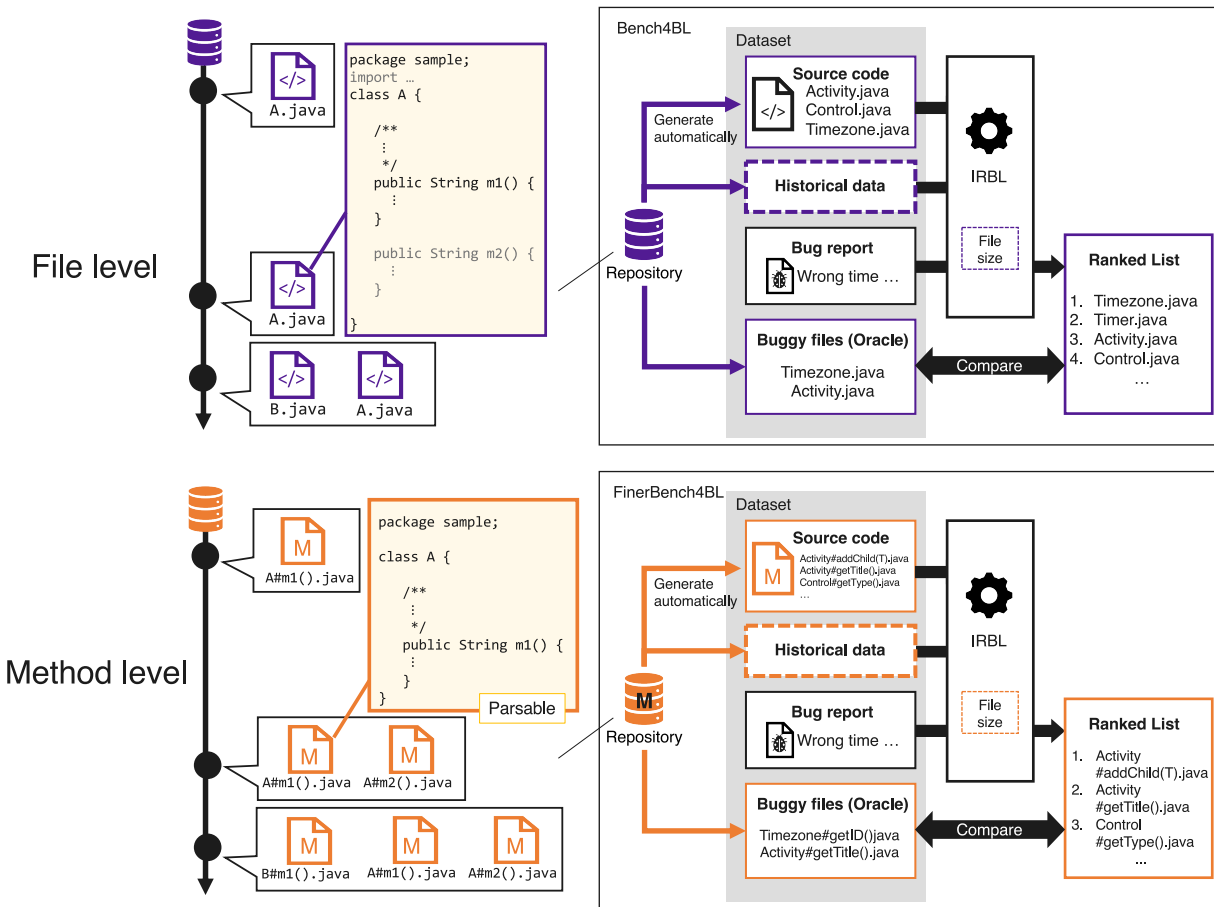 File level
A.java
package sample;
import …
class A {
/**
⋮
*/
public String m1() {
⋮
}
public String m2() {
⋮
}
}
A.java
B.java
A.java
Bench4BL
Dataset
Generate
automatically
Repository
Source code
Activity.java
Control.java
Timezone.java
Historical data
Bug report
Wrong time …
Buggy files (Oracle)
Timezone.java
Activity.java
IRBL
File
size
Compare
Ranked List
1. Timezone.java
2. Timer.java
3. Activity.java
4. Control.java
…
Method level
M
A#m1().java
package sample;
class A {
/**
⋮
*/
public String m1() {
⋮
}
}
Parsable
M
A#m1().java
M
A#m2().java
M
B#m1().java
M
A#m1().java
M
A#m2().java
FinerBench4BL
Dataset
Generate
automatically
M
Repository
Source code
M
Activity#addChild(T).java
Activity#getTitle().java
Control#getType().java
…
Historical data
Bug report
Wrong time …
Buggy files (Oracle)
Timezone#getID()java
Activity#getTitle().java
IRBL
File
size
Compare
Ranked List
1. Activity
#addChild(T).java
2. Activity
#getTitle().java
3. Control
#getType().java
...